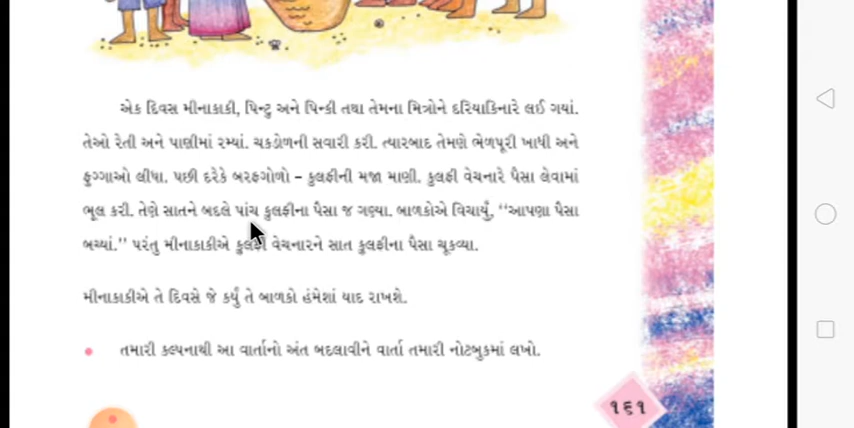 એક દિવસ મીનાકાકી, પિન્ટુ અને પિન્કી તથા તેમના મિત્રોને દરિયાકિનારે લઈ ગયાં.
તેઓ રેતી અને પાણીમાં રમ્યાં. ચકડોળની સવારી કરી. ત્યારબાદ તેમણે ભેળપૂરી ખાધી અને
ફુગ્ગાઓ લીધા. પછી દરેકે બરફગોળો – કુલફીની મજા માણી. કુલફી વેચનારે પૈસા લેવામાં
ભૂલ કરી. તેણે સાતને બદલે પાંચ કુલફીના પૈસા જ ગણ્યા. બાળકોએ વિચાર્યું, ‘‘આપણા પૈસા
બચ્યાં.’’ પરંતુ મીનાકાકીએ કુલફી વેચનારને સાત કુલફીના પૈસા ચૂકવ્યા.
મીનાકાકીએ તે દિવસે જે કર્યું તે બાળકો હંમેશાં યાદ રાખશે.
• તમારી કલ્પનાથી આ વાર્તાનો અંત બદલાવીને વાર્તા તમારી નોટબુકમાં લખો.
૧૬૧